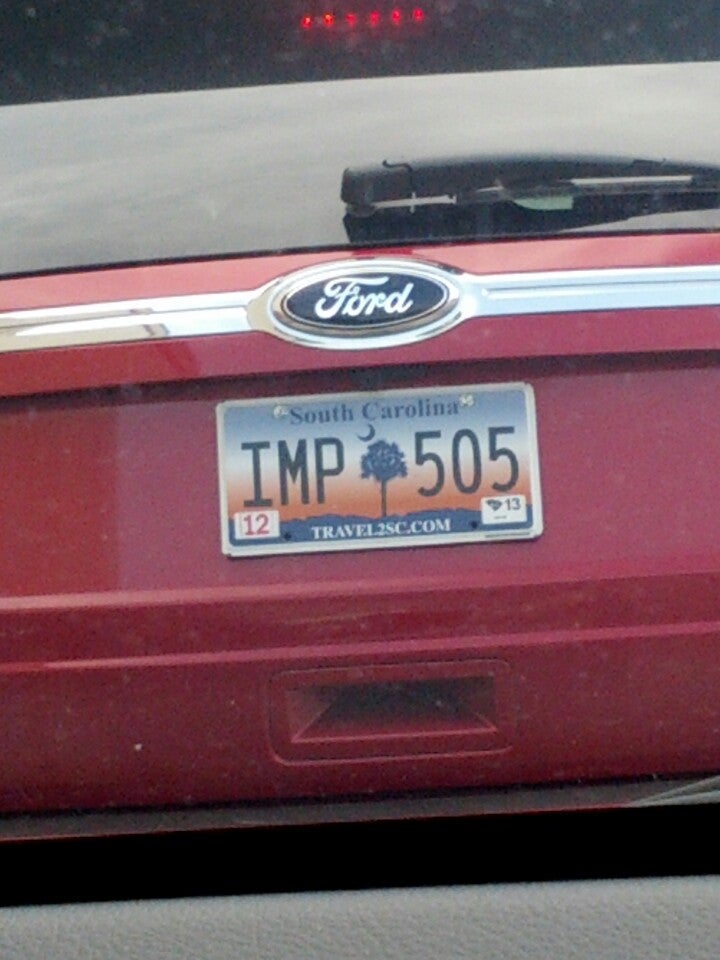 Ford
South Carolina
IMP 505
12 13
TRAVEL2SC.COM